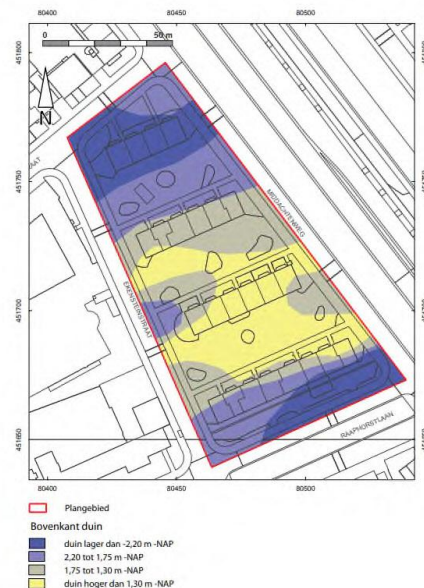 80400 80450 80500
0 50 m
451800
451750
451700
451650
N
MIDDACHTENWEG
EKENSTEINSTRAAT
RAAPHORSTLAAN
80400 80450 80500
Plangebied
Bovenkant duin
duin lager dan -2,20 m -NAP
2,20 tot 1,75 m -NAP
1,75 tot 1,30 m -NAP
duin hoger dan 1,30 m -NAP